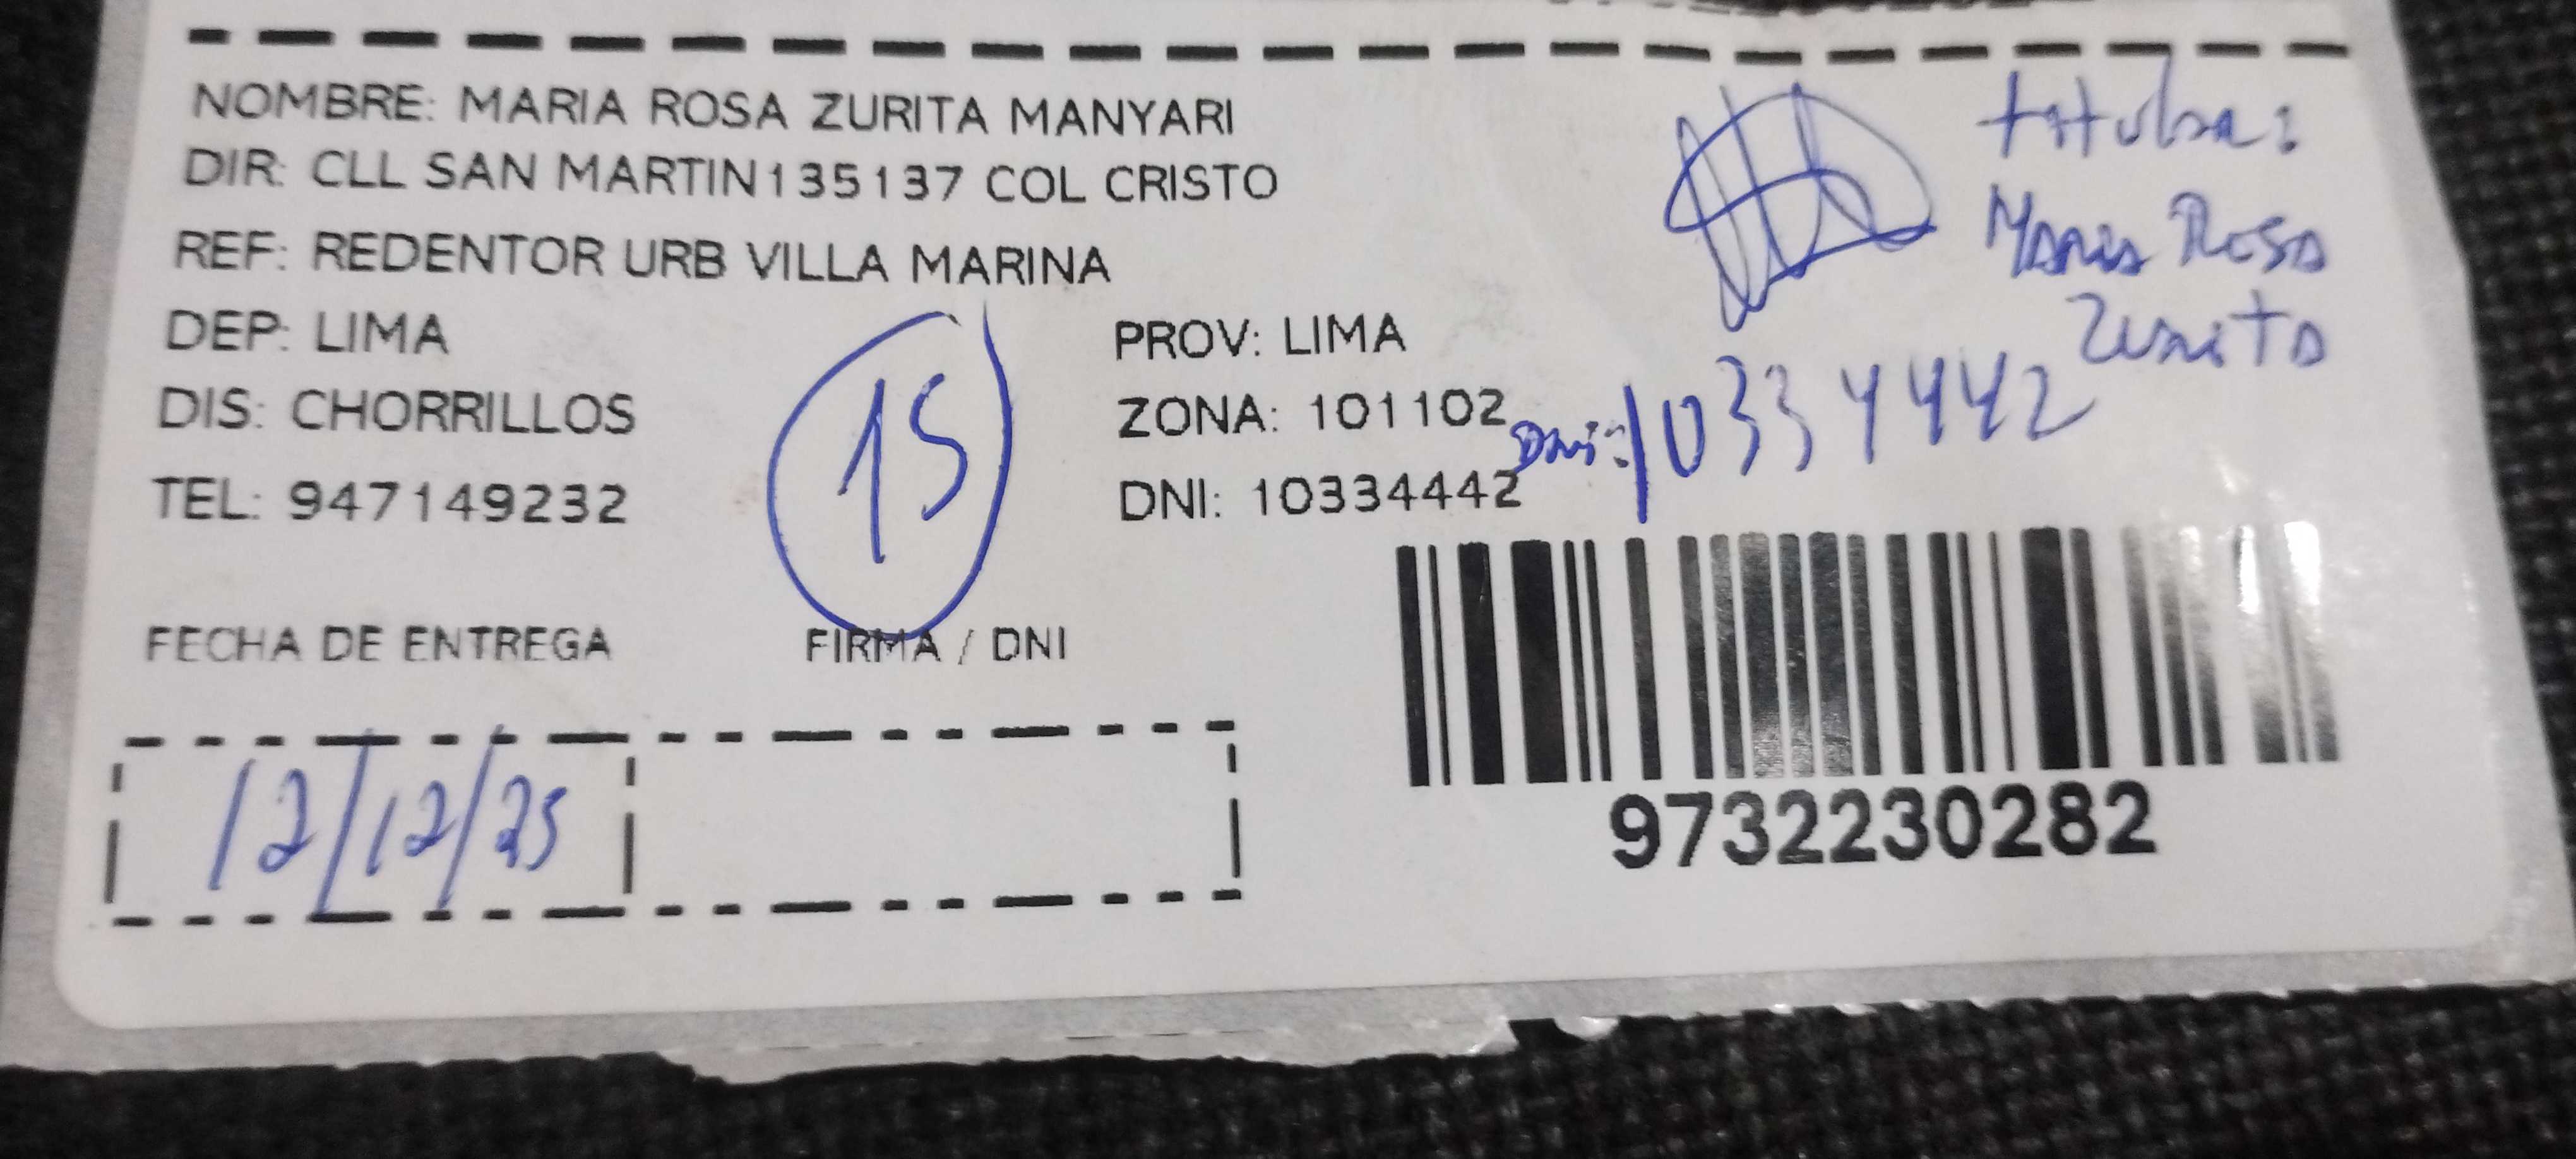 NOMBRE: MARIA ROSA ZURITA MANYARI
DIR: CLL SAN MARTIN135137 COL CRISTO
REF: REDENTOR URB VILLA MARINA
DEP: LIMA
PROV: LIMA
DIS: CHORRILLOS
ZONA: 101102
TEL: 947149232
DNI: 10334442
15
titular:
Maria Rosa
Zurita
DNI: 10334442
FECHA DE ENTREGA
FIRMA / DNI
12/12/25
9732230282